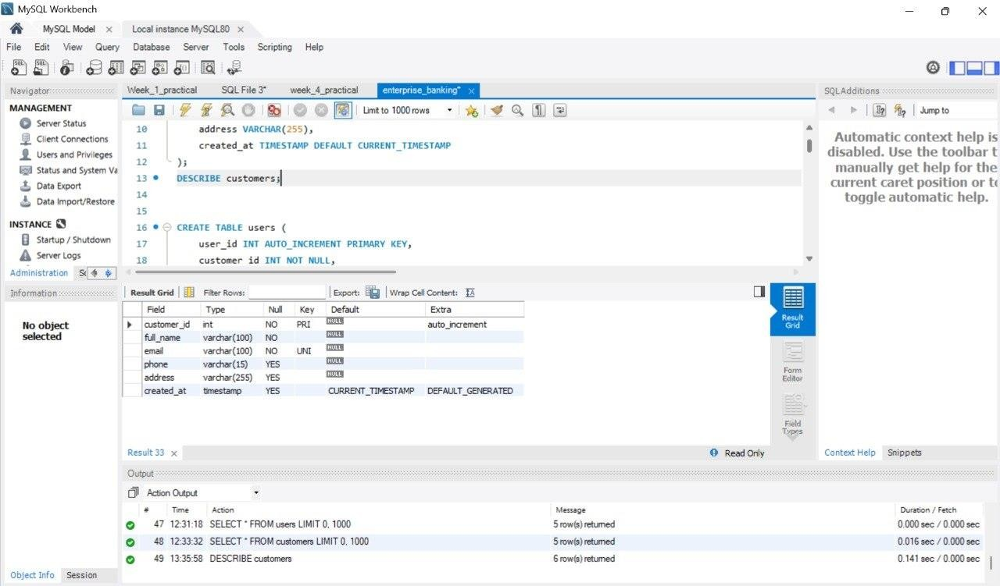 MySQL Workbench
MySQL Model
Local instance MySQL80
File Edit View Query Database Server Tools Scripting Help
Navigator
MANAGEMENT
Server Status
Client Connections
Users and Privileges
Status and System Va
Data Export
Data Import/Restore
INSTANCE
Startup / Shutdown
Server Logs
Administration Sc
Information
No object
selected
Object Info Session
Week_1_practical SQL File 3* week_4_practical enterprise_banking*
Limit to 1000 rows
10 address VARCHAR(255),
11 created_at TIMESTAMP DEFAULT CURRENT_TIMESTAMP
12 );
13 DESCRIBE customers;
14
15
16 CREATE TABLE users (
17 user_id INT AUTO_INCREMENT PRIMARY KEY,
18 customer_id INT NOT NULL,
Result Grid Filter Rows: Export: Wrap Cell Content: IA
Field Type Null Key Default Extra
customer_id int NO PRI NULL auto_increment
full_name varchar(100) NO NULL
email varchar(100) NO UNI NULL
phone varchar(15) YES NULL
address varchar(255) YES NULL
created_at timestamp YES CURRENT_TIMESTAMP DEFAULT_GENERATED
Result
Grid
Form
Editor
Field
Types
Result 33
Read Only
SQLAdditions
Jump to
Automatic context help is
disabled. Use the toolbar t
manually get help for the
current caret position or to
toggle automatic help.
Context Help Snippets
Output
Action Output
# Time Action Message Duration / Fetch
47 12:31:18 SELECT * FROM users LIMIT 0, 1000 5 row(s) returned 0.000 sec / 0.000 sec
48 12:33:32 SELECT * FROM customers LIMIT 0, 1000 5 row(s) returned 0.016 sec / 0.000 sec
49 13:35:58 DESCRIBE customers 6 row(s) returned 0.141 sec / 0.000 sec